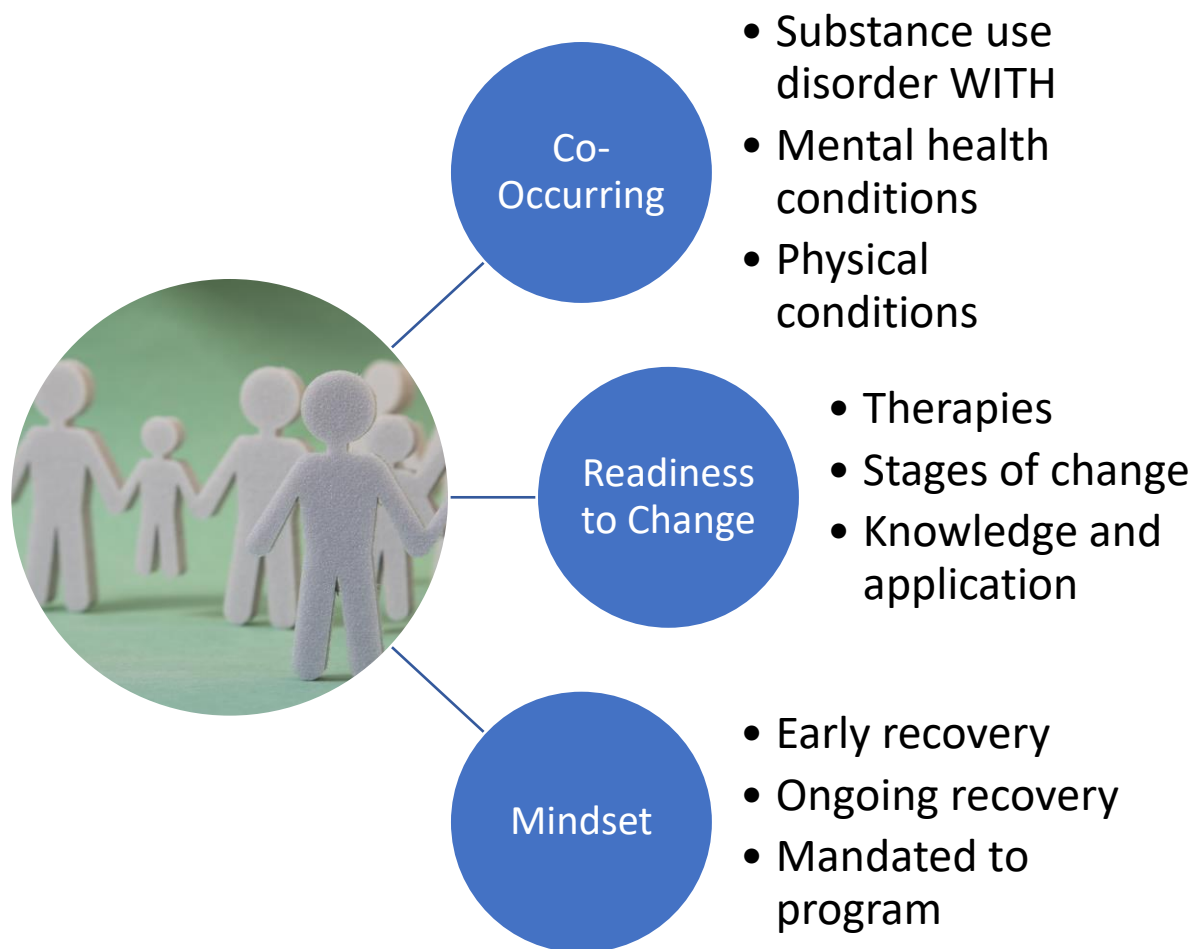 Co-
Occurring
• Substance use
disorder WITH
• Mental health
conditions
• Physical
conditions
Readiness
to Change
• Therapies
• Stages of change
• Knowledge and
application
Mindset
• Early recovery
• Ongoing recovery
• Mandated to
program